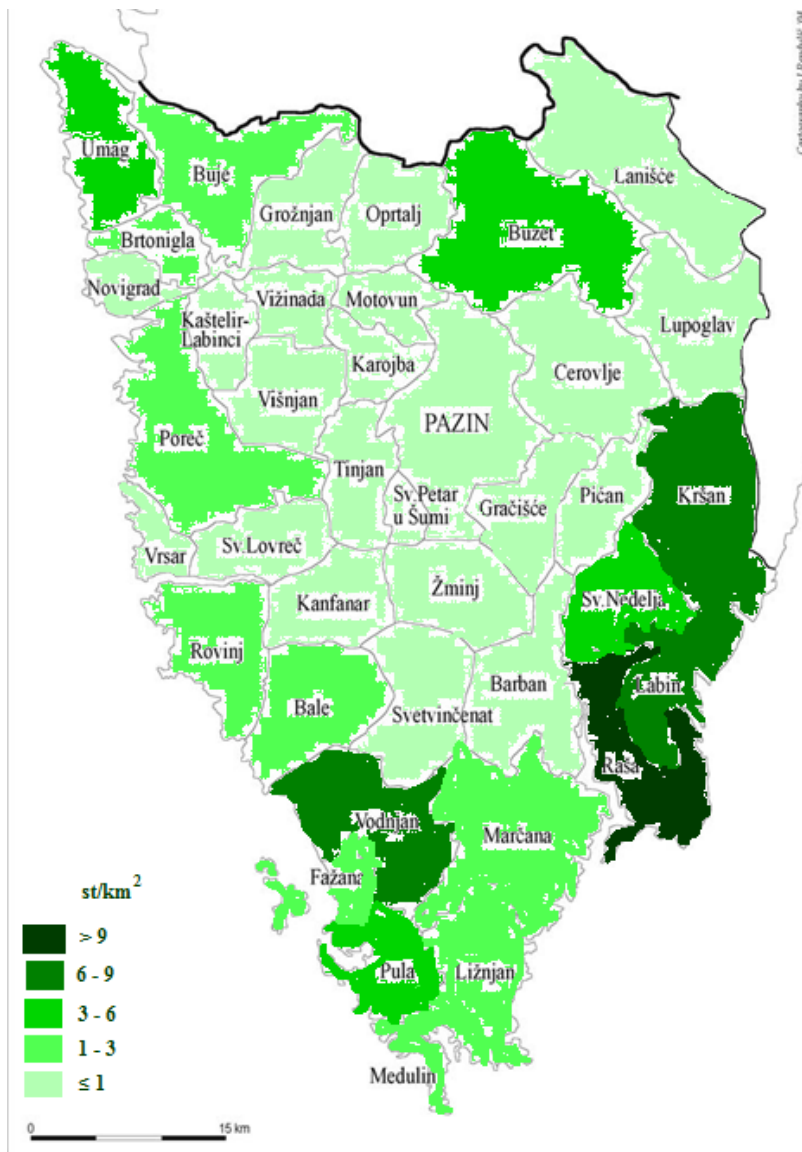 Umag
Buje
Lanišće
Grožnjan
Oprtalj
Buzet
Brtonigla
Novigrad
Vižinada
Motovun
Kaštelir-
Labinci
Lupoglav
Karojba
Cerovlje
Višnjan
Poreč
PAZIN
Tinjan
Sv.Petar
u Šumi
Gračišće
Pićan
Kršan
Vrsar
Sv.Lovreč
Kanfanar
Žminj
Sv.Nedelja
Rovinj
Bale
Svetvinčenat
Barban
Labin
Raša
Vodnjan
Marčana
Fažana
Pula
Ližnjan
Medulin
st/km²
> 9
6 - 9
3 - 6
1 - 3
≤ 1
0 15 km
Cartography by